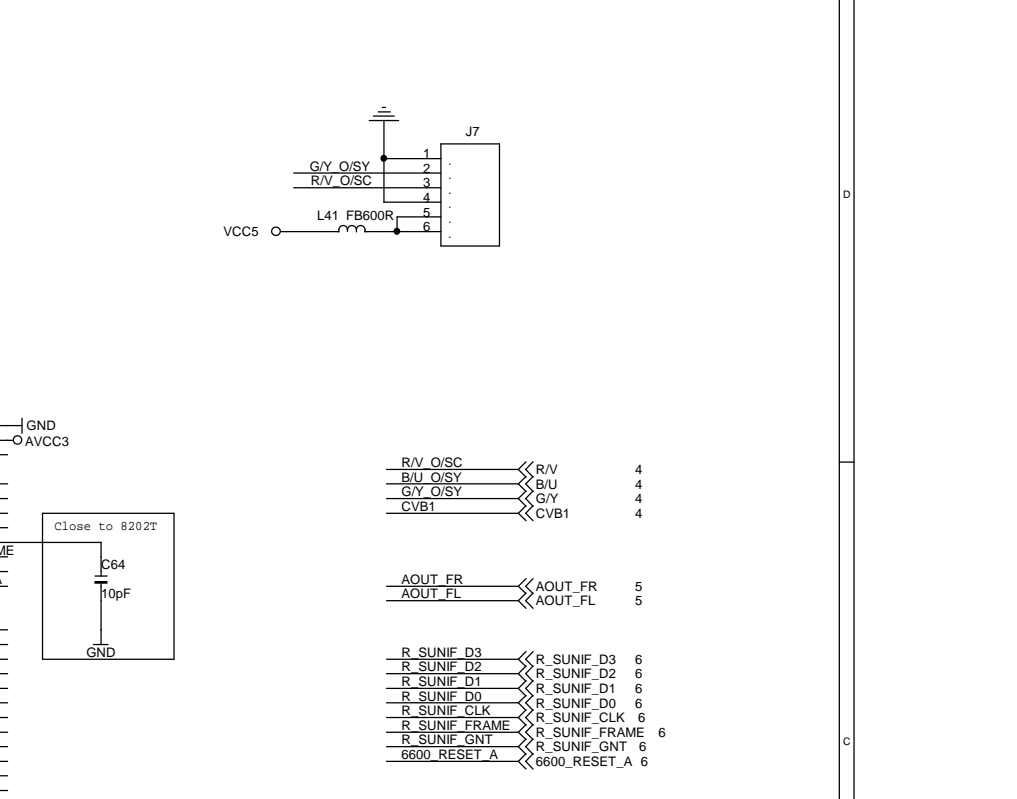 J7
1
G/Y_O/SY 2
R/V_O/SC 3
4
L41 FB600R 5
VCC5 6
D
GND
AVCC3
R/V_O/SC R/V 4
B/U_O/SY B/U 4
G/Y_O/SY G/Y 4
CVB1 CVB1 4
Close to 8202T
ME
C64
10pF
GND
AOUT_FR AOUT_FR 5
AOUT_FL AOUT_FL 5
R_SUNIF_D3 R_SUNIF_D3 6
R_SUNIF_D2 R_SUNIF_D2 6
R_SUNIF_D1 R_SUNIF_D1 6
R_SUNIF_D0 R_SUNIF_D0 6
R_SUNIF_CLK R_SUNIF_CLK 6
R_SUNIF_FRAME R_SUNIF_FRAME 6
R_SUNIF_GNT R_SUNIF_GNT 6
6600_RESET_A 6600_RESET_A 6
C